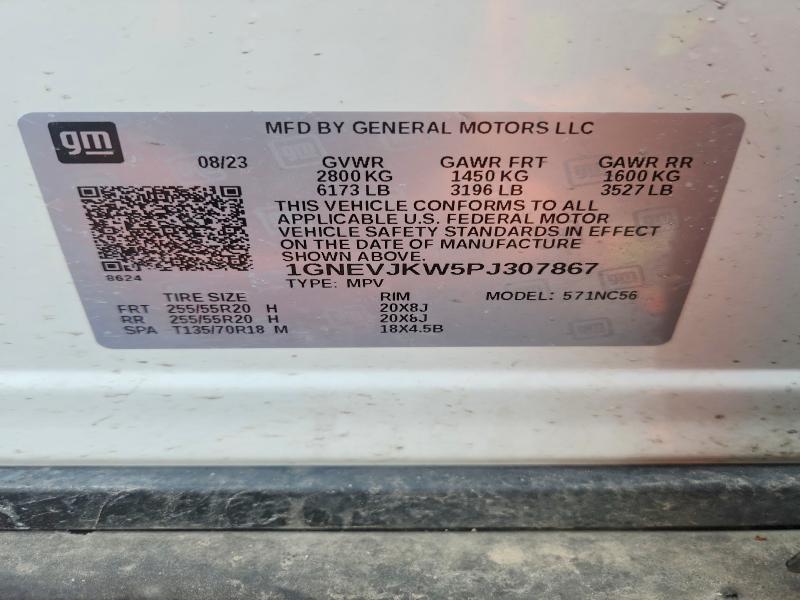 gm
MFD BY GENERAL MOTORS LLC
08/23 GVWR GAWR FRT GAWR RR
2800 KG 1450 KG 1600 KG
6173 LB 3196 LB 3527 LB
THIS VEHICLE CONFORMS TO ALL
APPLICABLE U.S. FEDERAL MOTOR
VEHICLE SAFETY STANDARDS IN EFFECT
ON THE DATE OF MANUFACTURE
SHOWN ABOVE.
1GNEVJKW5PJ307867
8624
TYPE: MPV
TIRE SIZE RIM MODEL: 571NC56
FRT 255/55R20 H 20X8J
RR 255/55R20 H 20X8J
SPA T135/70R18 M 18X4.5B